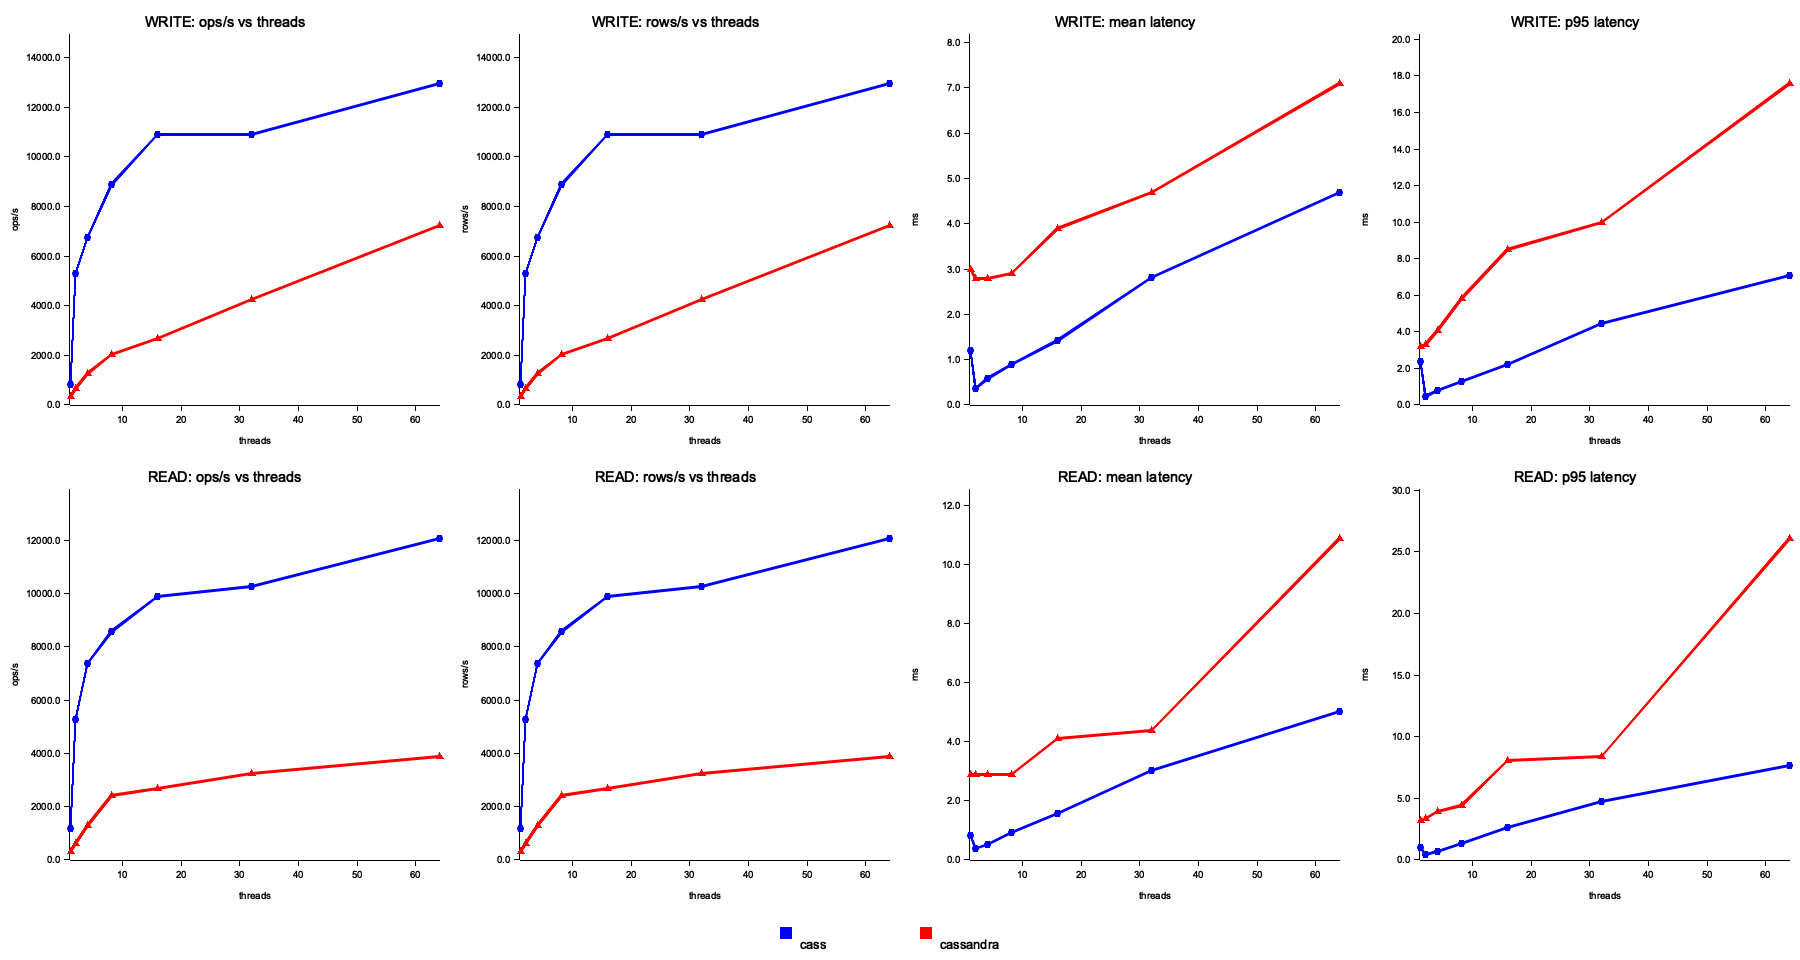 WRITE: ops/s vs threads
14000.0
12000.0
10000.0
8000.0
6000.0
4000.0
2000.0
0.0
ops/s
10 20 30 40 50 60
threads
WRITE: rows/s vs threads
14000.0
12000.0
10000.0
8000.0
6000.0
4000.0
2000.0
0.0
rows/s
10 20 30 40 50 60
threads
WRITE: mean latency
8.0
7.0
6.0
5.0
4.0
3.0
2.0
1.0
0.0
ms
10 20 30 40 50 60
threads
WRITE: p95 latency
20.0
18.0
16.0
14.0
12.0
10.0
8.0
6.0
4.0
2.0
0.0
ms
10 20 30 40 50 60
threads
READ: ops/s vs threads
12000.0
10000.0
8000.0
6000.0
4000.0
2000.0
0.0
ops/s
10 20 30 40 50 60
threads
READ: rows/s vs threads
12000.0
10000.0
8000.0
6000.0
4000.0
2000.0
0.0
rows/s
10 20 30 40 50 60
threads
READ: mean latency
12.0
10.0
8.0
6.0
4.0
2.0
0.0
ms
10 20 30 40 50 60
threads
READ: p95 latency
30.0
25.0
20.0
15.0
10.0
5.0
0.0
ms
10 20 30 40 50 60
threads
cass
cassandra